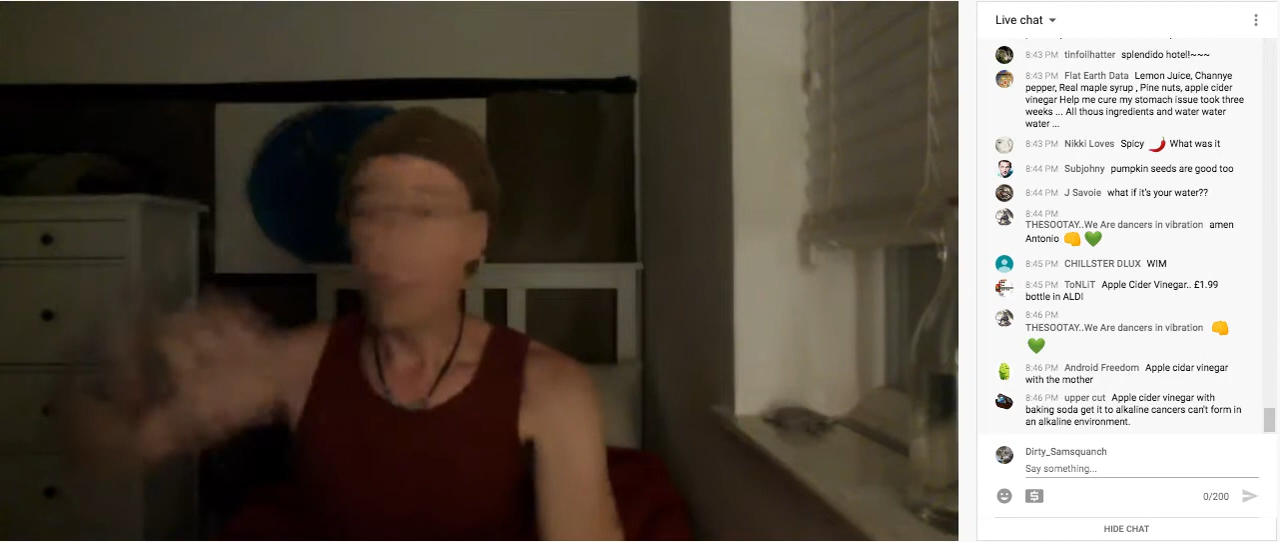 Live chat
8:43 PM tinfoilhatter splendido hotel!~~~
8:43 PM Flat Earth Data Lemon Juice, Channye
pepper, Real maple syrup , Pine nuts, apple cider
vinegar Help me cure my stomach issue took three
weeks ... All thous ingredients and water water
water ...
8:43 PM Nikki Loves Spicy 🌶️ What was it
8:44 PM Subjohny pumpkin seeds are good too
8:44 PM J Savoie what if it's your water??
8:44 PM
THESOOTAY..We Are dancers in vibration amen
Antonio 👊 💚
8:45 PM CHILLSTER DLUX WIM
8:45 PM ToNLiT Apple Cider Vinegar.. £1.99
bottle in ALDI
8:46 PM
THESOOTAY..We Are dancers in vibration 👊
💚
8:46 PM Android Freedom Apple cidar vinegar
with the mother
8:46 PM upper cut Apple cider vinegar with
baking soda get it to alkaline cancers can't form in
an alkaline environment.
Dirty_Samsquanch
Say something...
0/200
HIDE CHAT